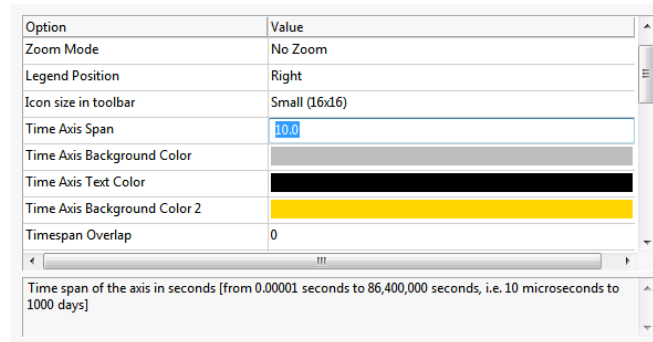 Option Value
Zoom Mode No Zoom
Legend Position Right
Icon size in toolbar Small (16x16)
Time Axis Span 10.0
Time Axis Background Color
Time Axis Text Color
Time Axis Background Color 2
Timespan Overlap 0
Time span of the axis in seconds [from 0.00001 seconds to 86,400,000 seconds, i.e. 10 microseconds to
1000 days]